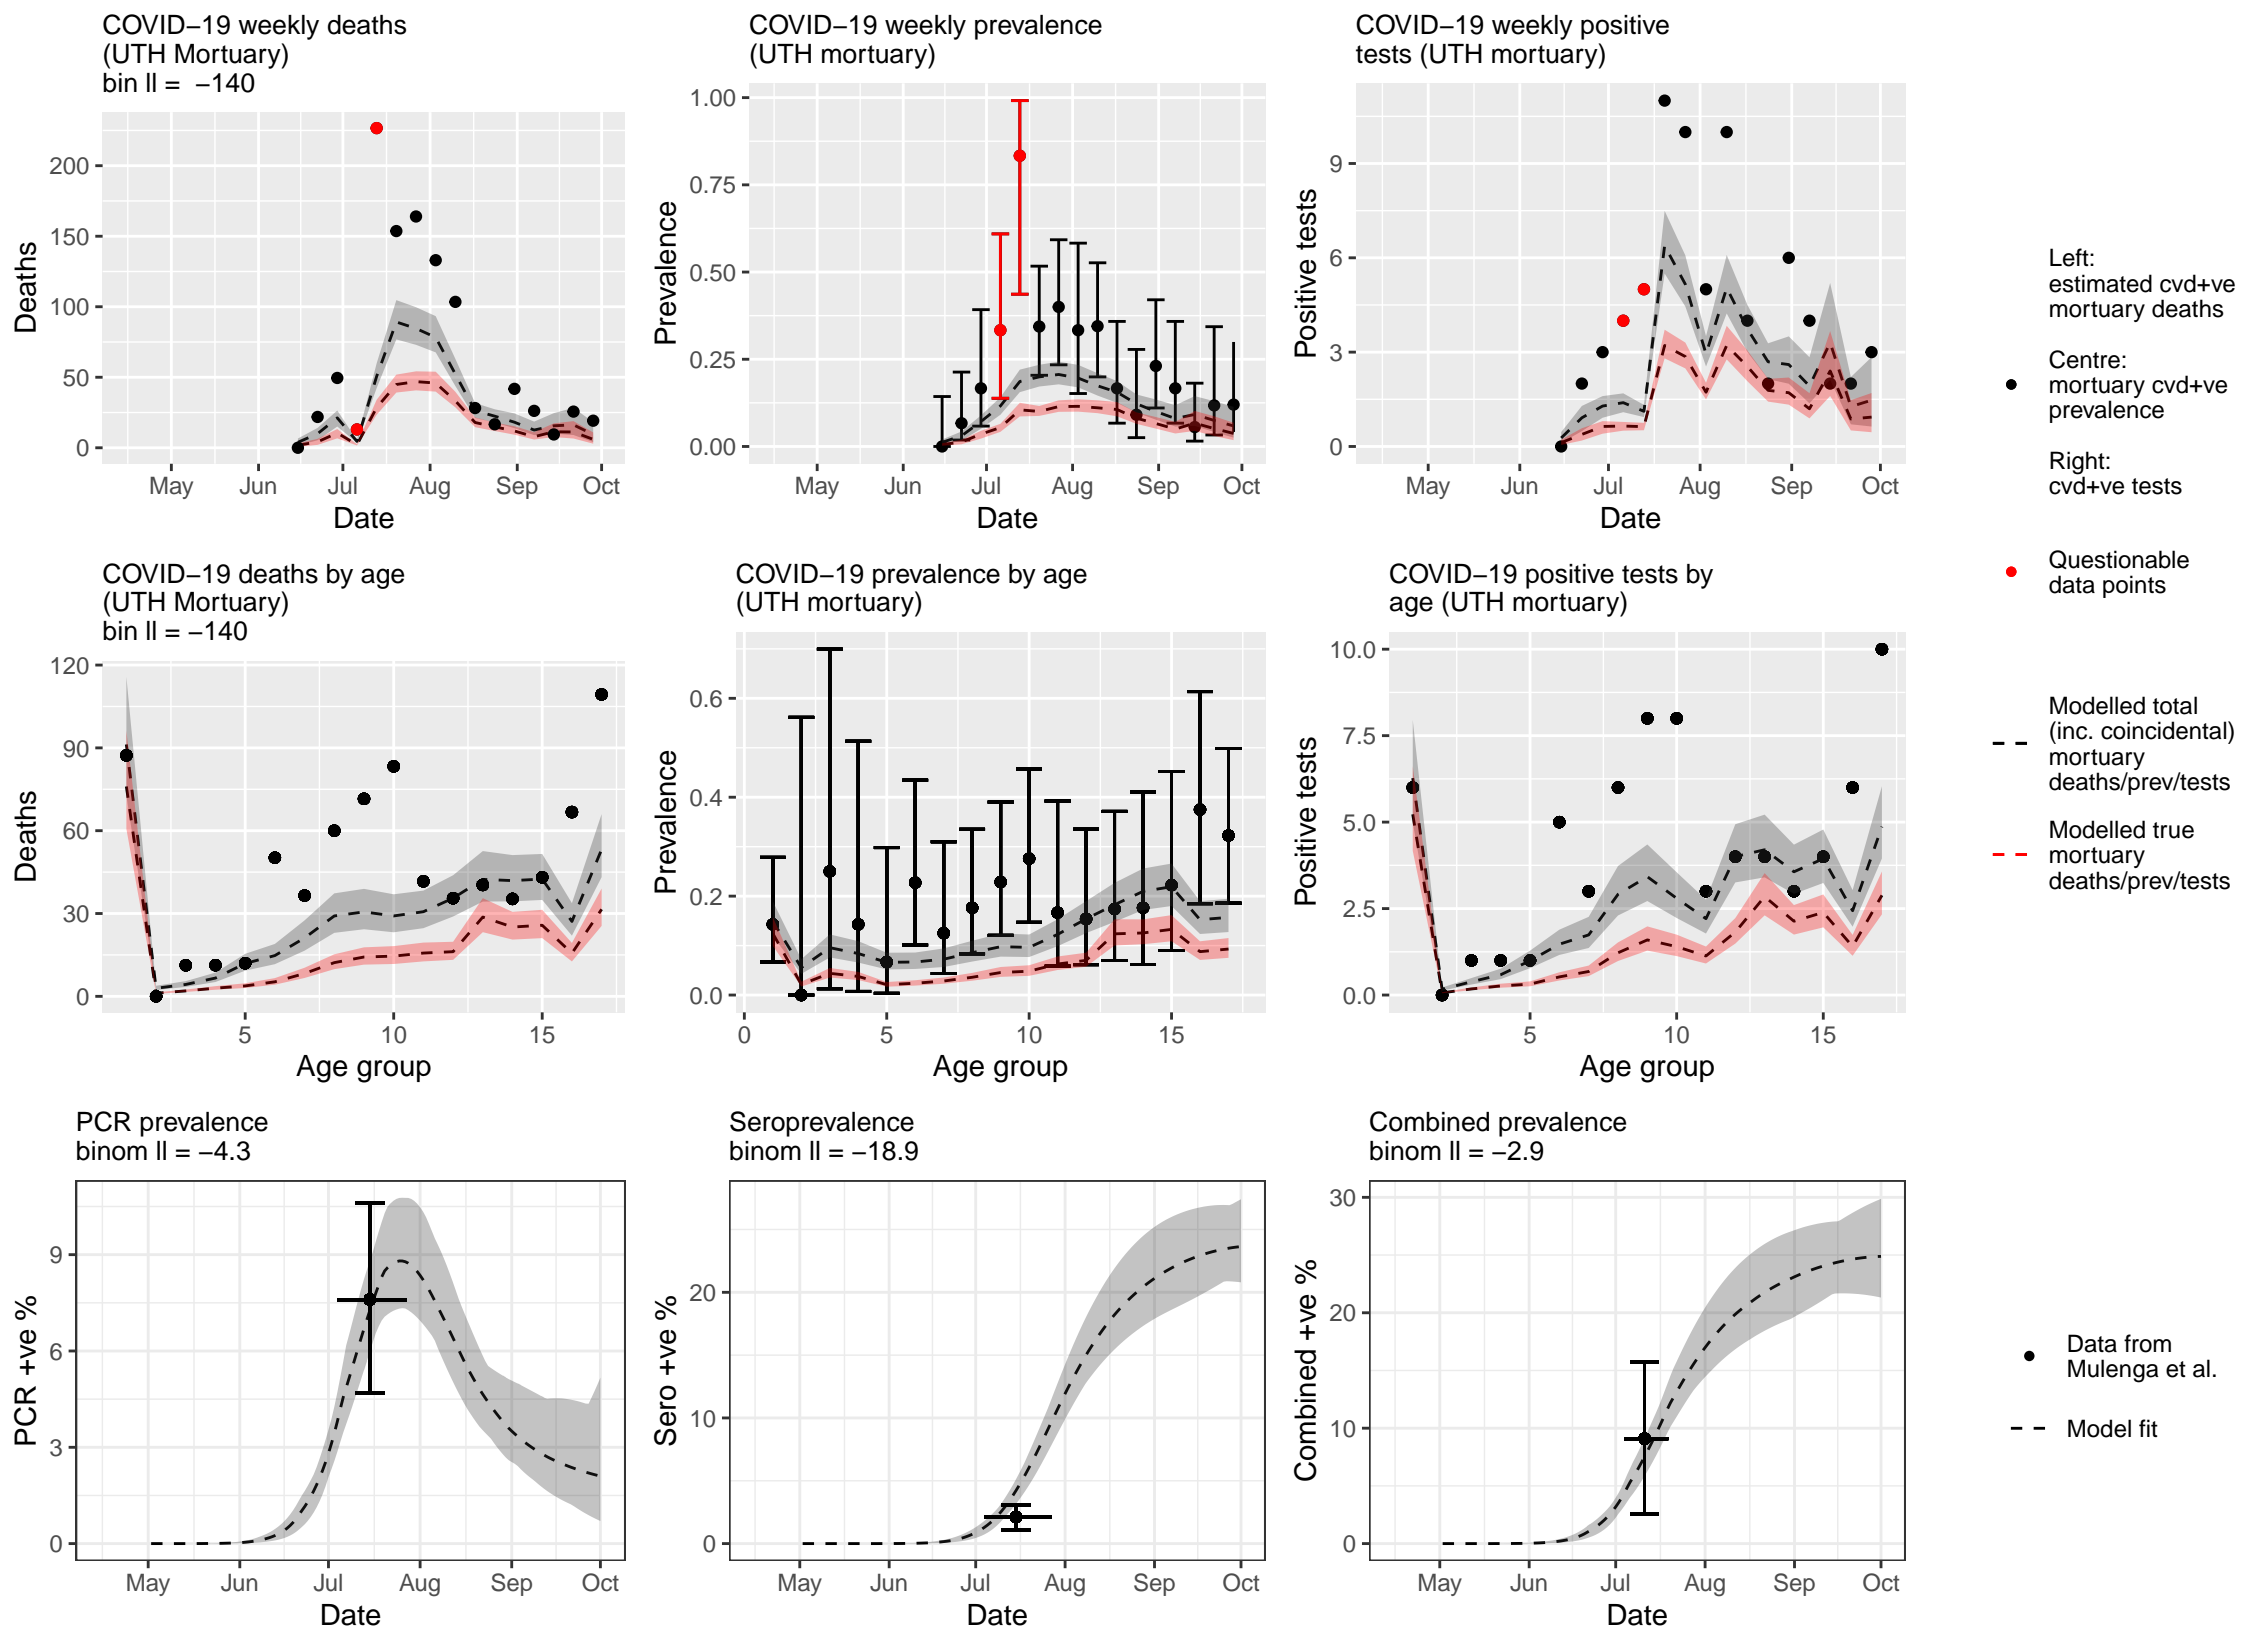 COVID−19 weekly deaths
(UTH Mortuary)
bin ll =  −140
200
150
100
50
0
Deaths
May Jun Jul Aug Sep Oct
Date
COVID−19 weekly prevalence
(UTH mortuary)
1.00
0.75
0.50
0.25
0.00
Prevalence
May Jun Jul Aug Sep Oct
Date
COVID−19 weekly positive
tests (UTH mortuary)
9
6
3
0
Positive tests
May Jun Jul Aug Sep Oct
Date
Left:
estimated cvd+ve
mortuary deaths
Centre:
mortuary cvd+ve
prevalence
Right:
cvd+ve tests
Questionable
data points
Modelled total
(inc. coincidental)
mortuary
deaths/prev/tests
Modelled true
mortuary
deaths/prev/tests
COVID−19 deaths by age
(UTH Mortuary)
bin ll = −140
120
90
60
30
0
Deaths
5 10 15
Age group
COVID−19 prevalence by age
(UTH mortuary)
0.6
0.4
0.2
0.0
Prevalence
0 5 10 15
Age group
COVID−19 positive tests by
age (UTH mortuary)
10.0
7.5
5.0
2.5
0.0
Positive tests
5 10 15
Age group
PCR prevalence
binom ll = −4.3
9
6
3
0
PCR +ve %
May Jun Jul Aug Sep Oct
Date
Seroprevalence
binom ll = −18.9
20
10
0
Sero +ve %
May Jun Jul Aug Sep Oct
Date
Combined prevalence
binom ll = −2.9
30
20
10
0
Combined +ve %
May Jun Jul Aug Sep Oct
Date
Data from
Mulenga et al.
Model fit